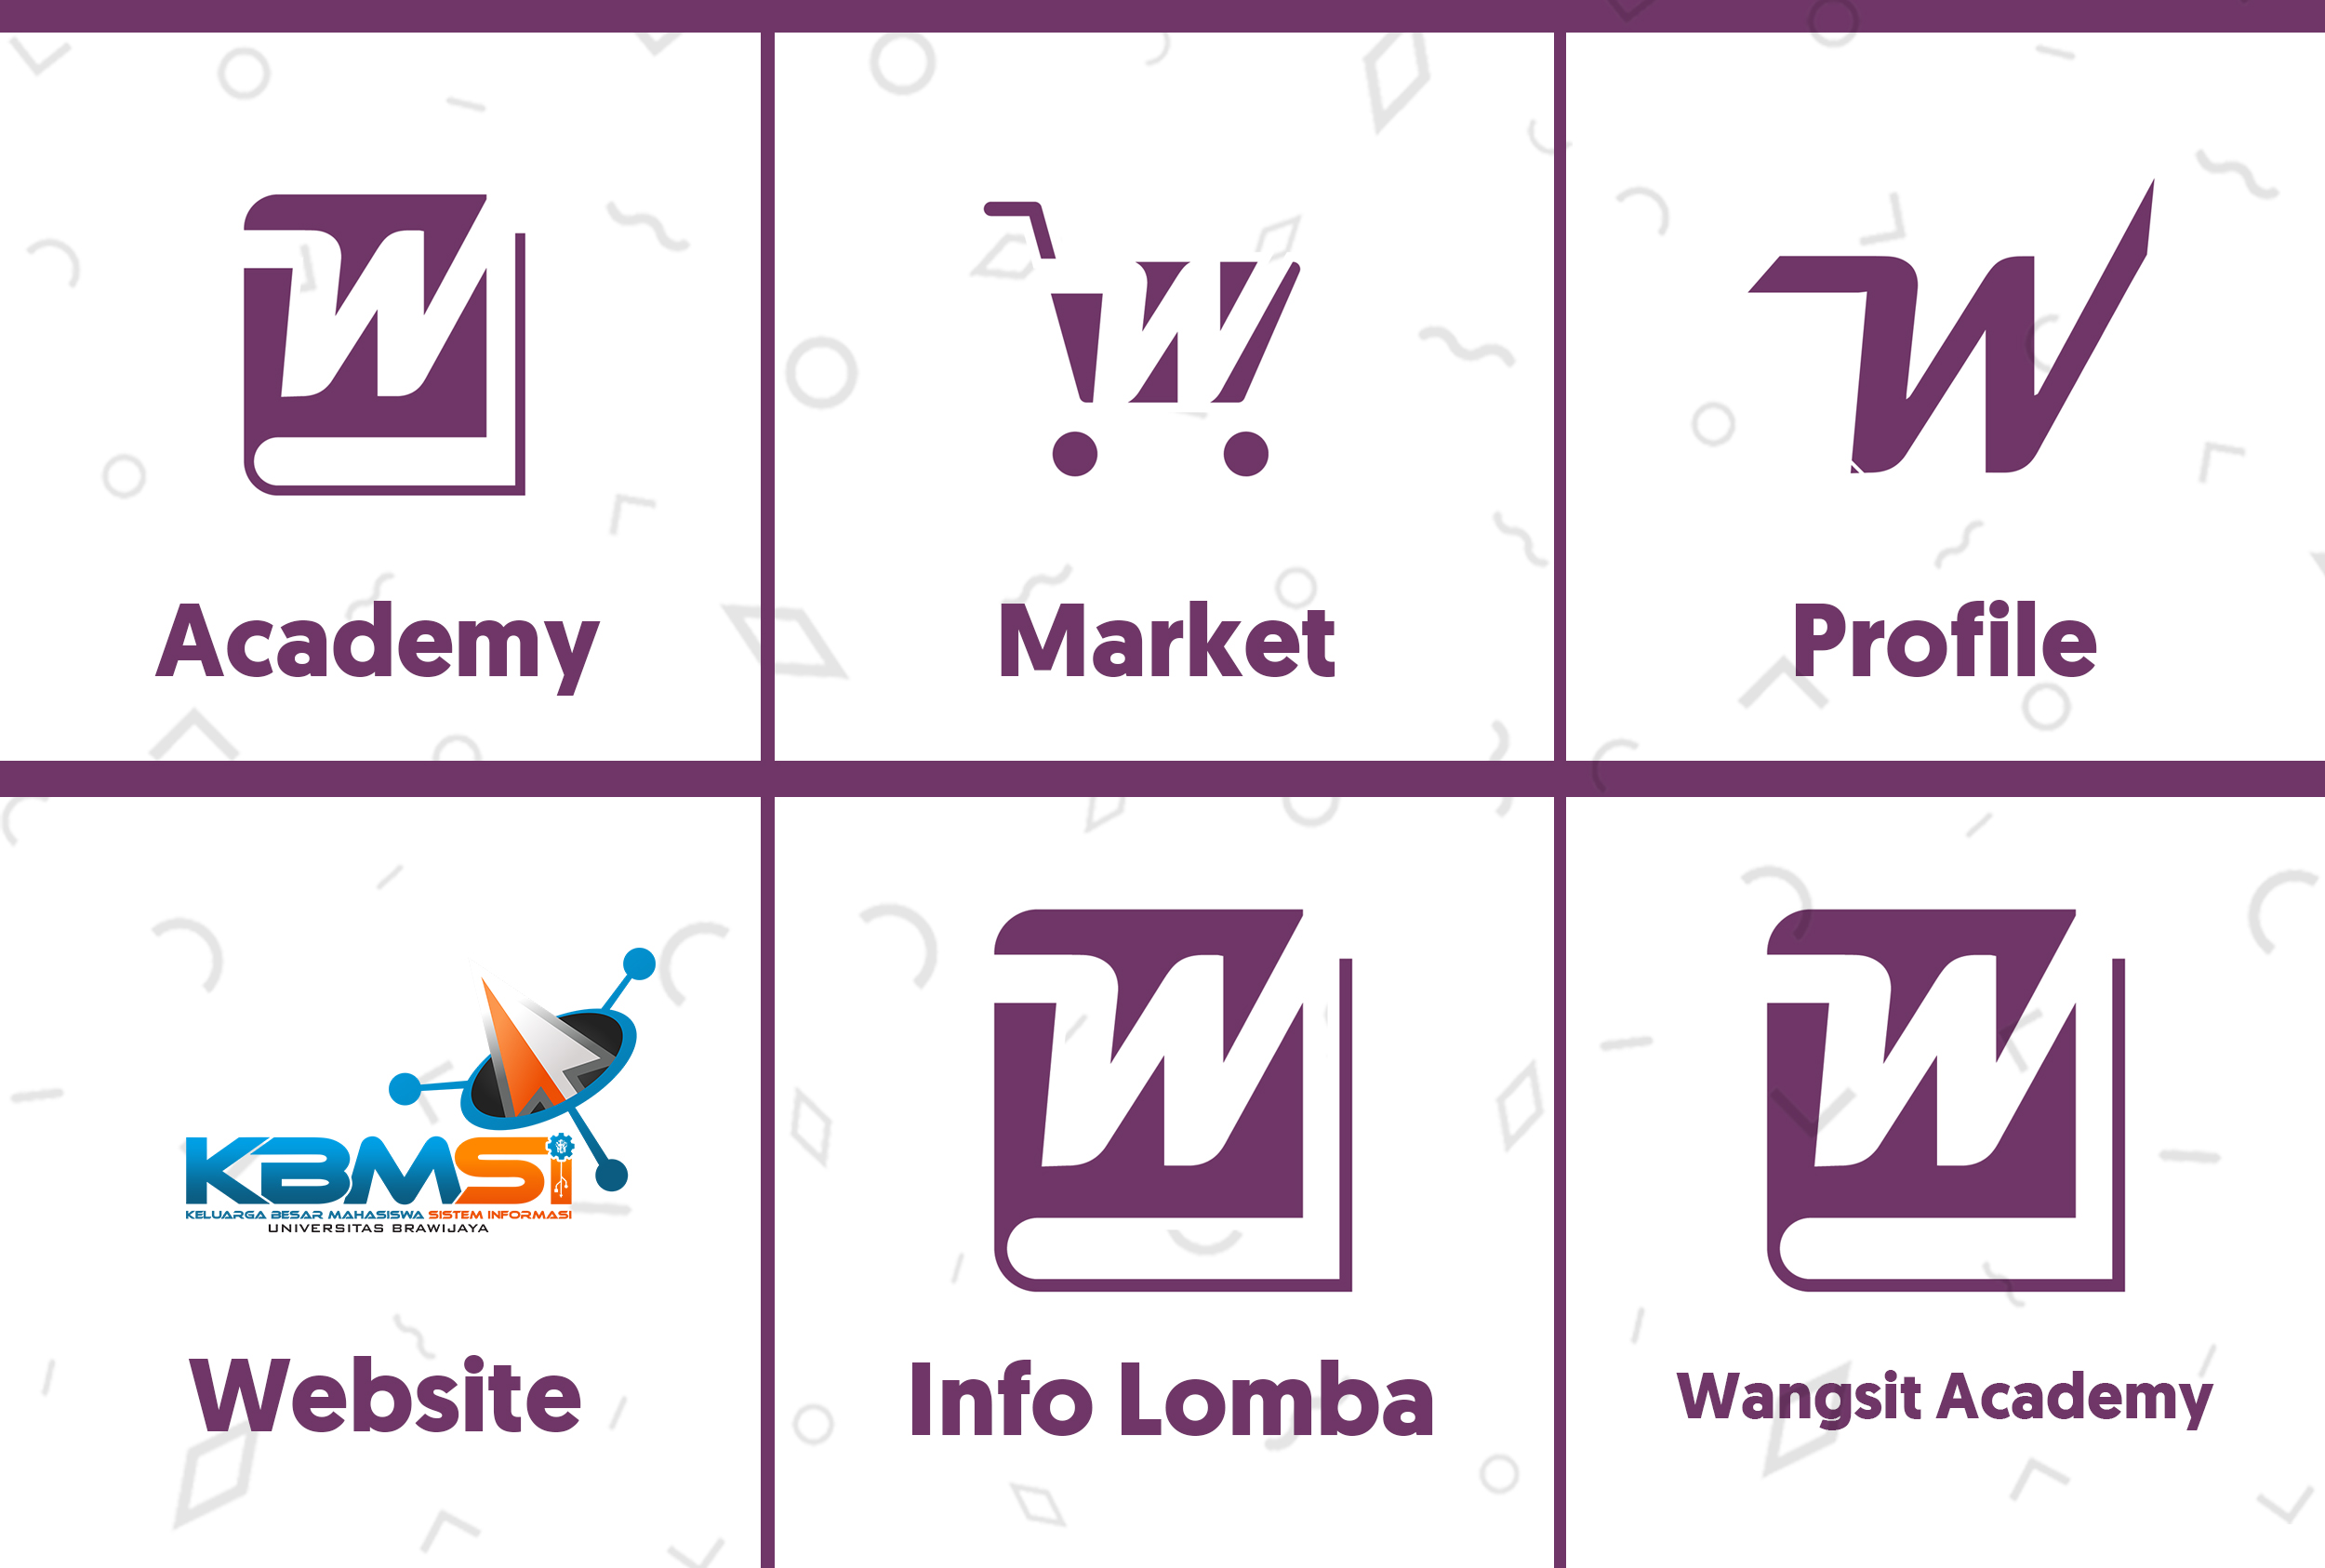 W
Academy
W
Market
W
Profile
KBMSI
KELUARGA BESAR MAHASISWA SISTEM INFORMASI
UNIVERSITAS BRAWIJAYA
Website
W
Info Lomba
W
Wangsit Academy